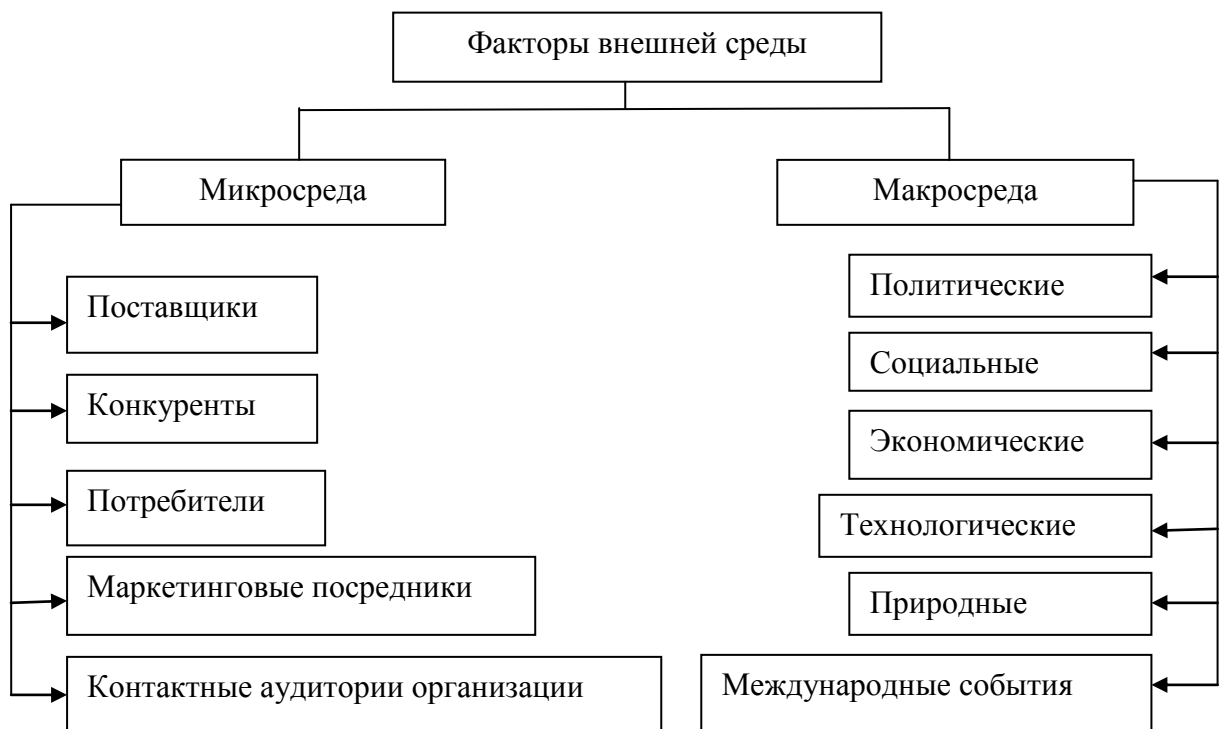 Факторы внешней среды
Микросреда
Макросреда
Поставщики
Конкуренты
Потребители
Маркетинговые посредники
Контактные аудитории организации
Политические
Социальные
Экономические
Технологические
Природные
Международные события